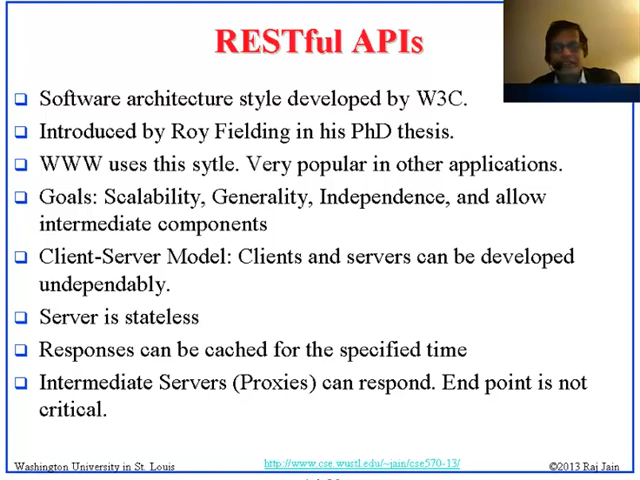 RESTful APIs
Software architecture style developed by W3C.
Introduced by Roy Fielding in his PhD thesis.
WWW uses this sytle. Very popular in other applications.
Goals: Scalability, Generality, Independence, and allow
intermediate components
Client-Server Model: Clients and servers can be developed
undependably.
Server is stateless
Responses can be cached for the specified time
Intermediate Servers (Proxies) can respond. End point is not
critical.
Washington University in St. Louis
http://www.cse.wustl.edu/~jain/cse570-13/
©2013 Raj Jain